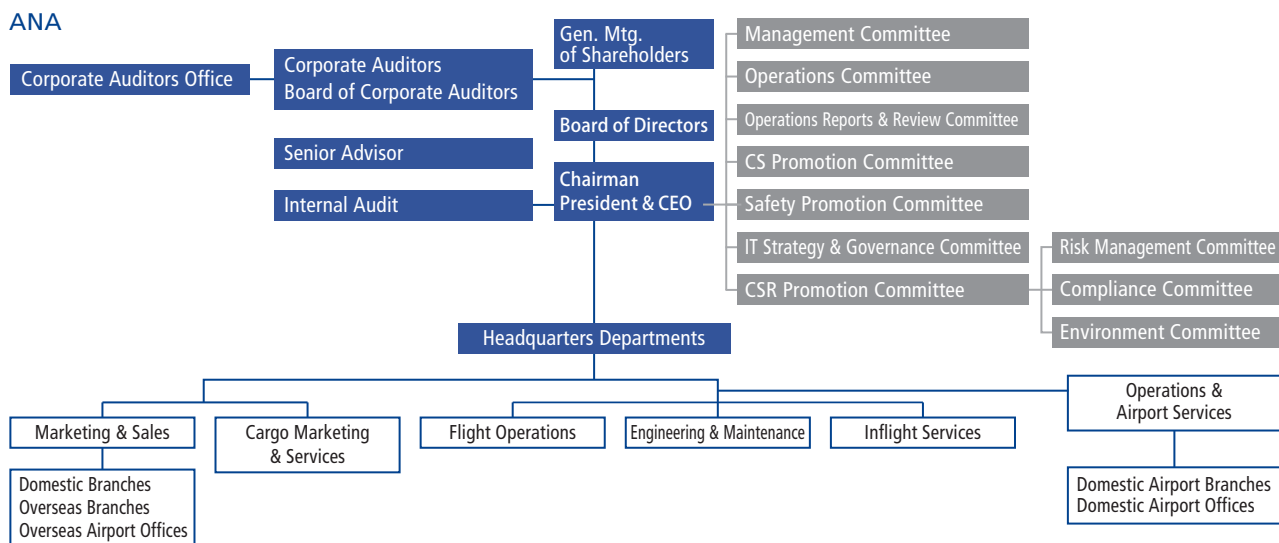 ANA
Gen. Mtg.
of Shareholders
Corporate Auditors Office
Corporate Auditors
Board of Corporate Auditors
Board of Directors
Senior Advisor
Chairman
President & CEO
Internal Audit
Management Committee
Operations Committee
Operations Reports & Review Committee
CS Promotion Committee
Safety Promotion Committee
IT Strategy & Governance Committee
CSR Promotion Committee
Risk Management Committee
Compliance Committee
Environment Committee
Headquarters Departments
Marketing & Sales
Cargo Marketing
& Services
Flight Operations
Engineering & Maintenance
Inflight Services
Operations &
Airport Services
Domestic Branches
Overseas Branches
Overseas Airport Offices
Domestic Airport Branches
Domestic Airport Offices